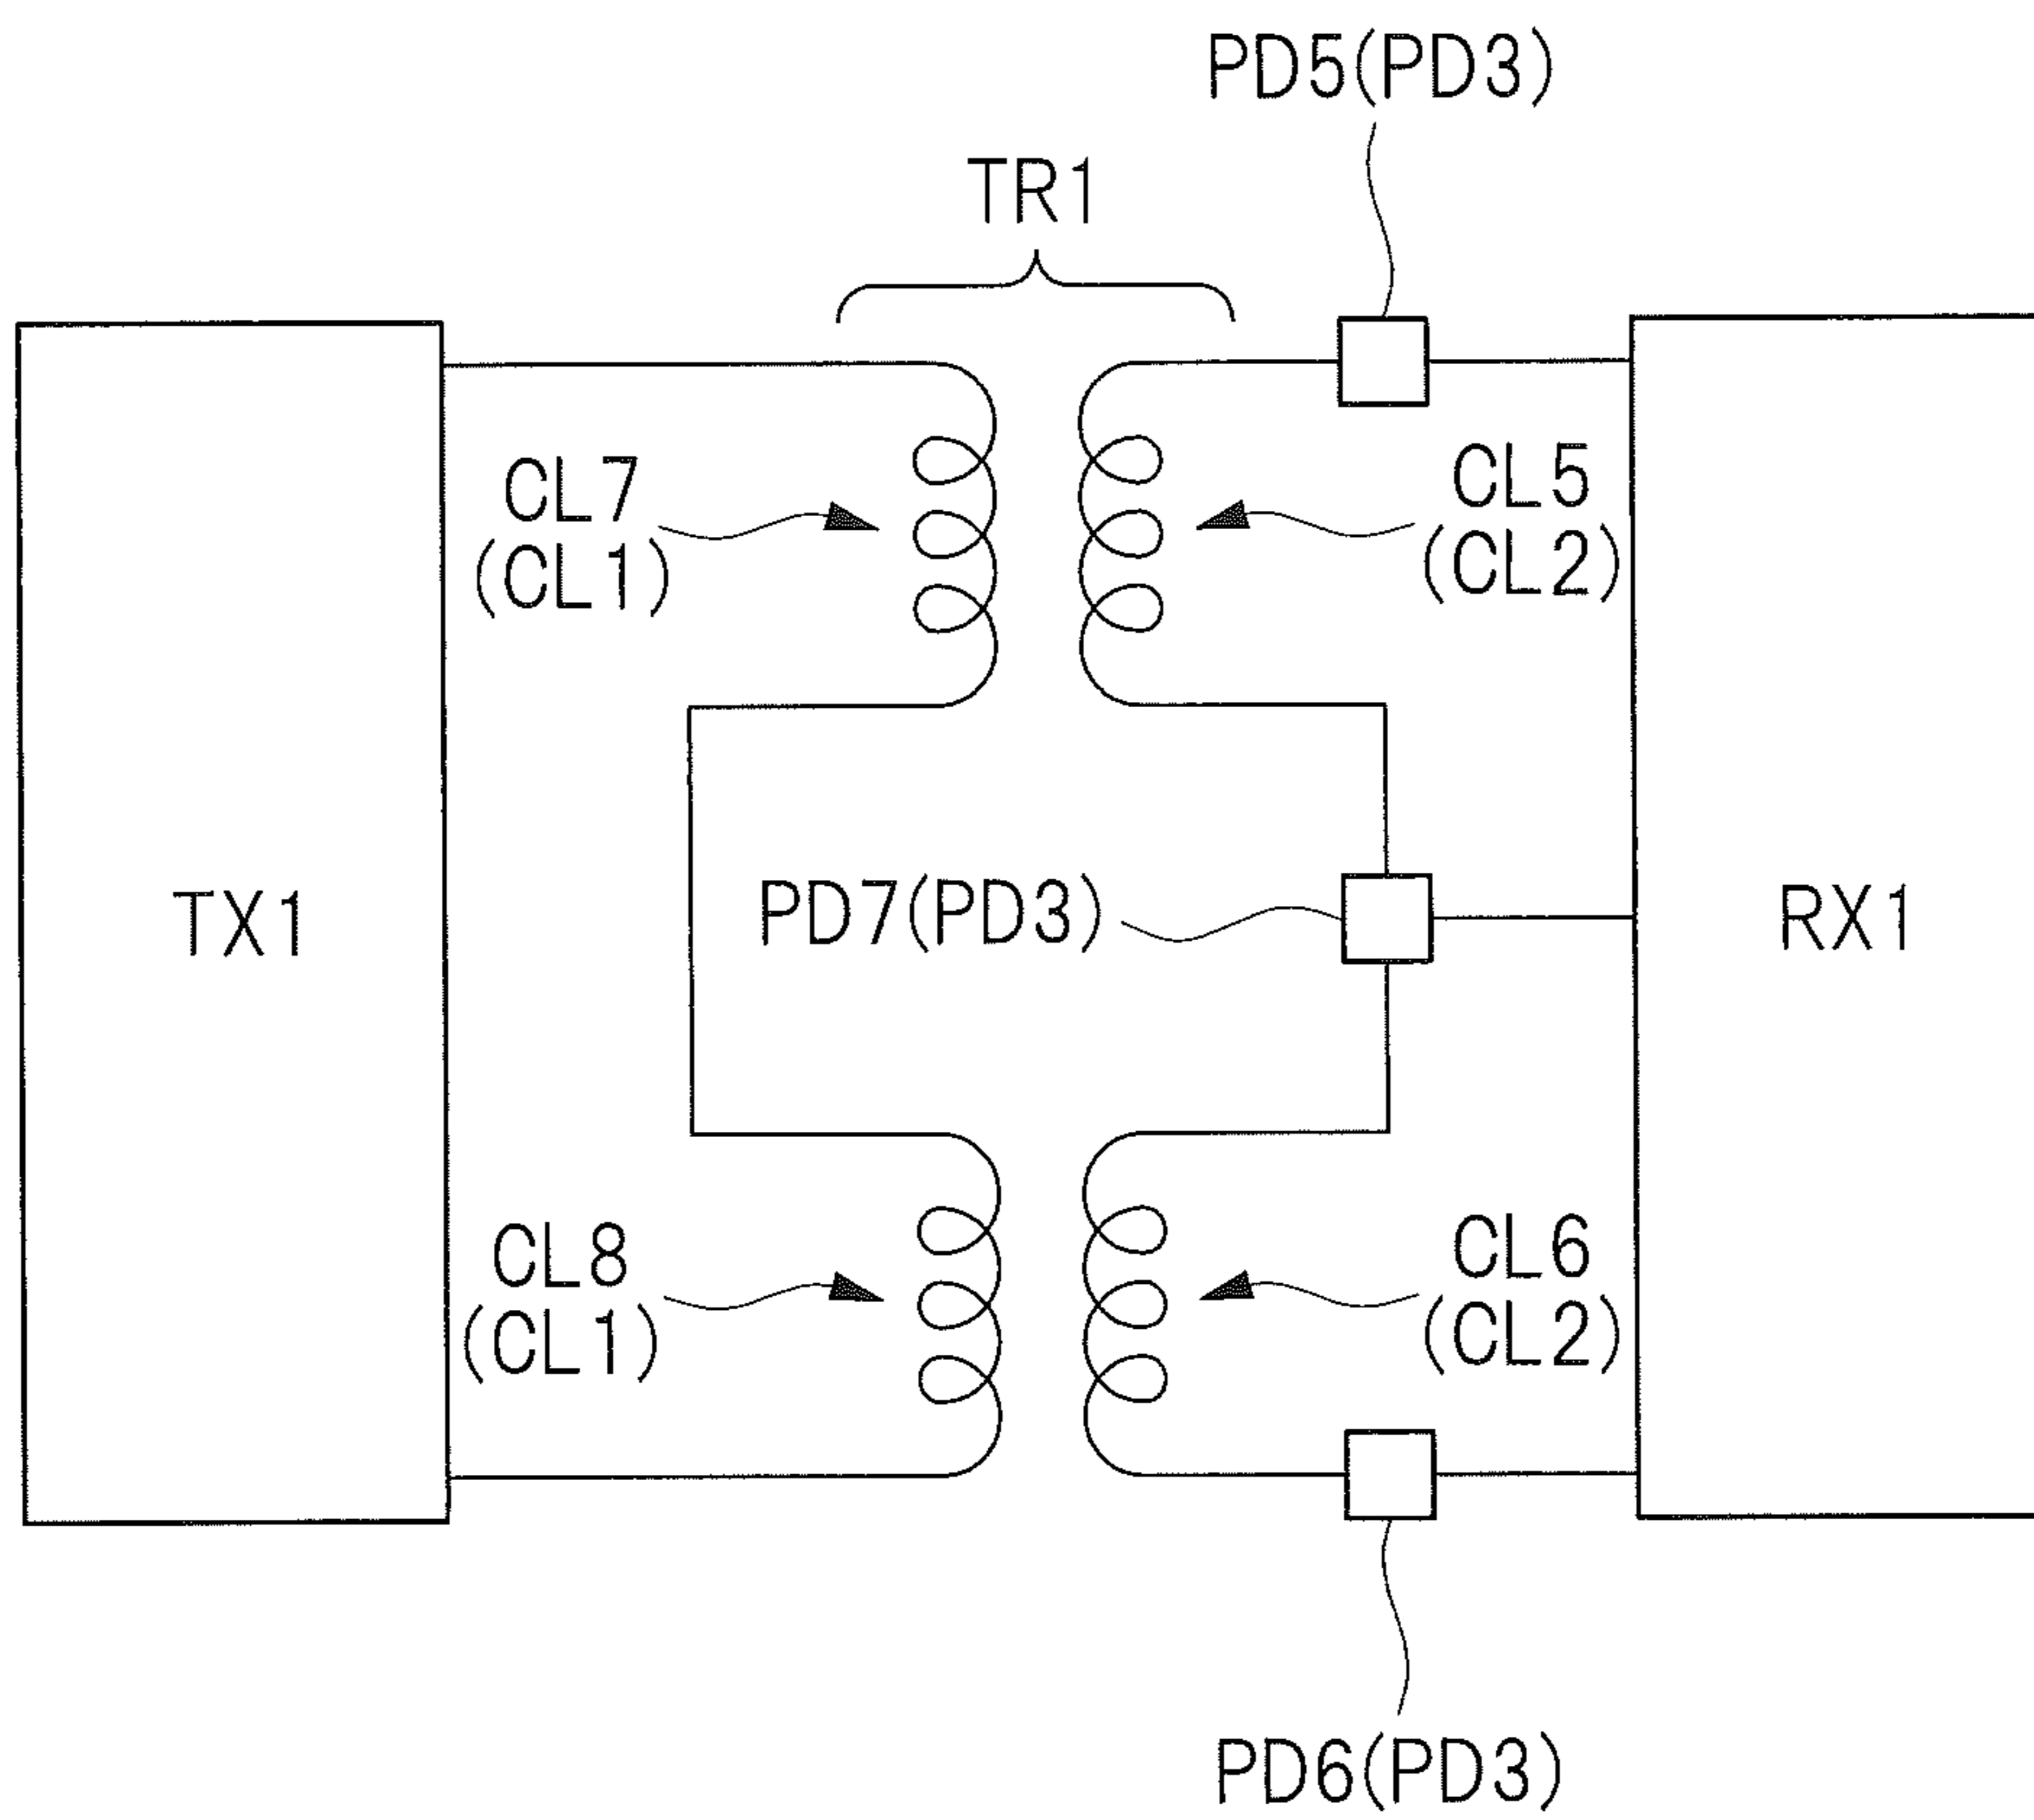 PD5(PD3)
TR1
CL7
(CL1)
CL5
(CL2)
TX1
PD7(PD3)
RX1
CL8
(CL1)
CL6
(CL2)
PD6(PD3)